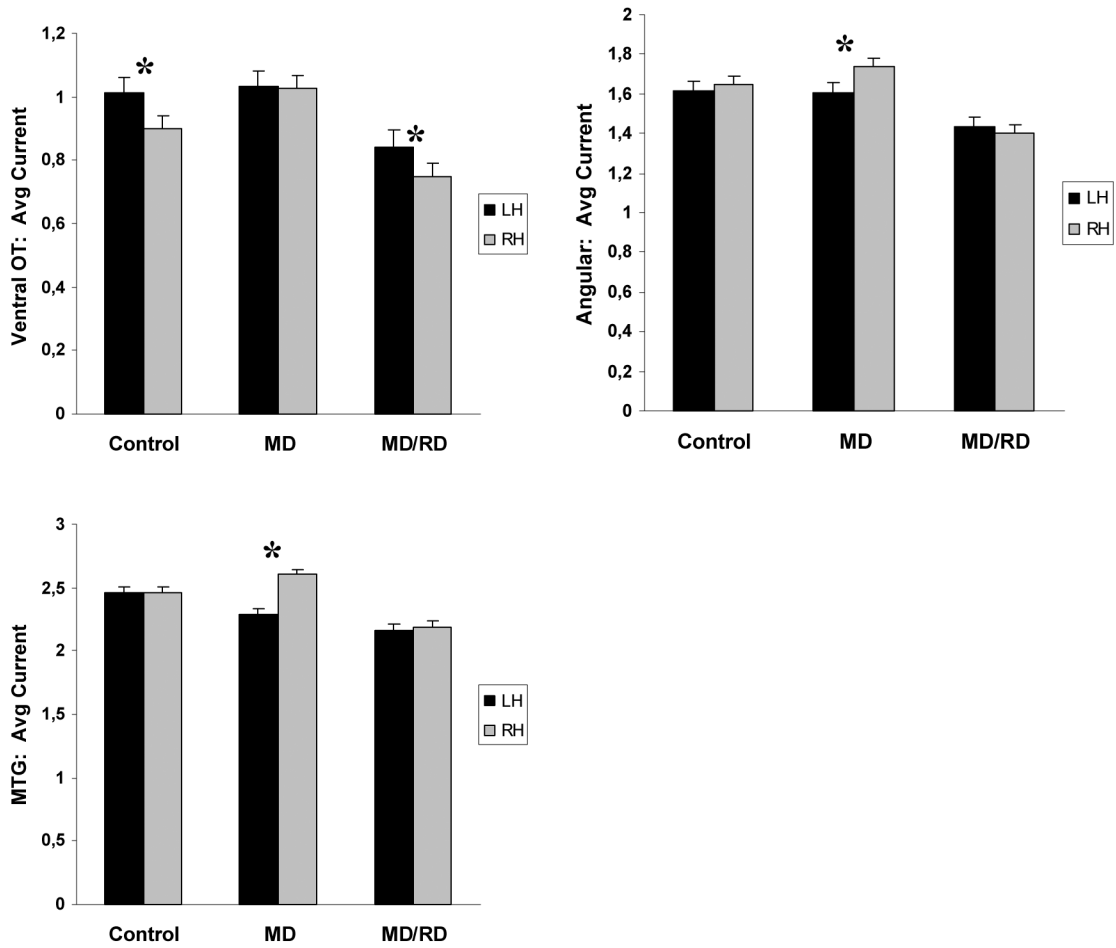 Ventral OT: Avg Current
1,2
1
0,8
0,6
0,4
0,2
0
*
*
Control MD MD/RD
LH
RH
Angular: Avg Current
2
1,8
1,6
1,4
1,2
1
0,8
0,6
0,4
0,2
0
*
Control MD MD/RD
LH
RH
MTG: Avg Current
3
2,5
2
1,5
1
0,5
0
*
Control MD MD/RD
LH
RH